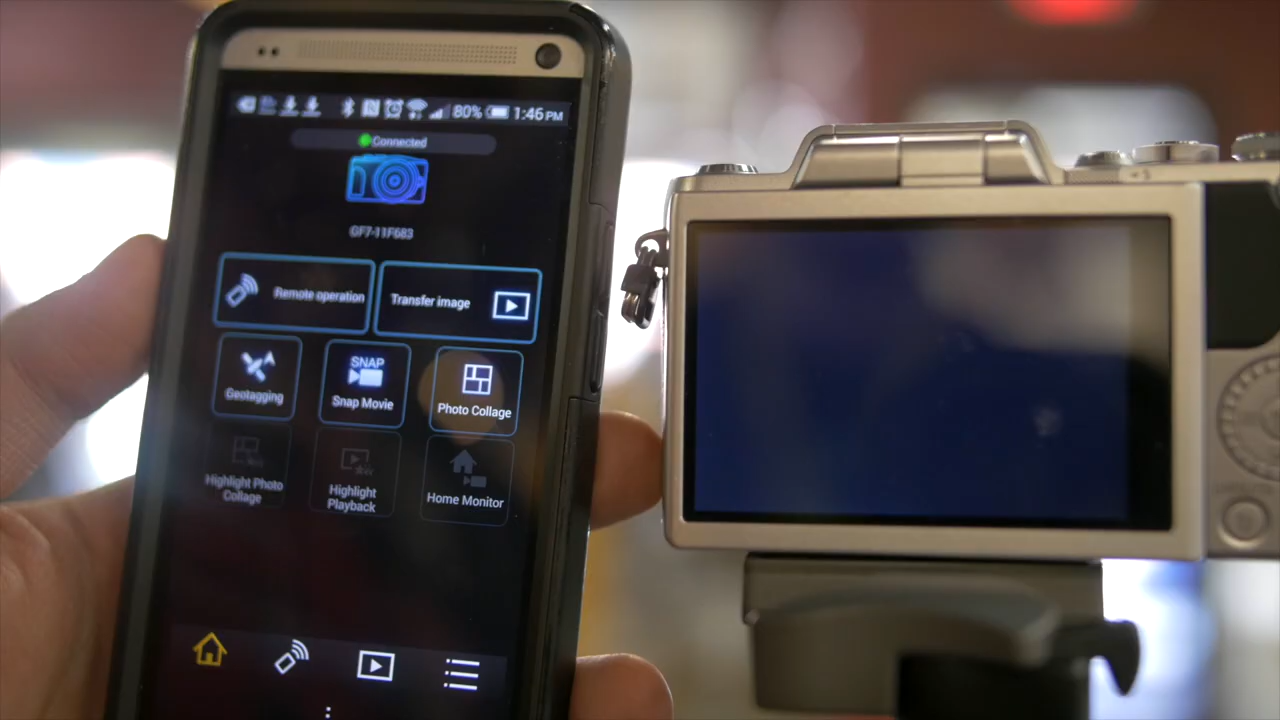 80% 1:46 PM
Connected
GF7-11F683
Remote operation
Transfer image
Geotagging
SNAP
Snap Movie
Photo Collage
Highlight Photo
Collage
Highlight
Playback
Home Monitor